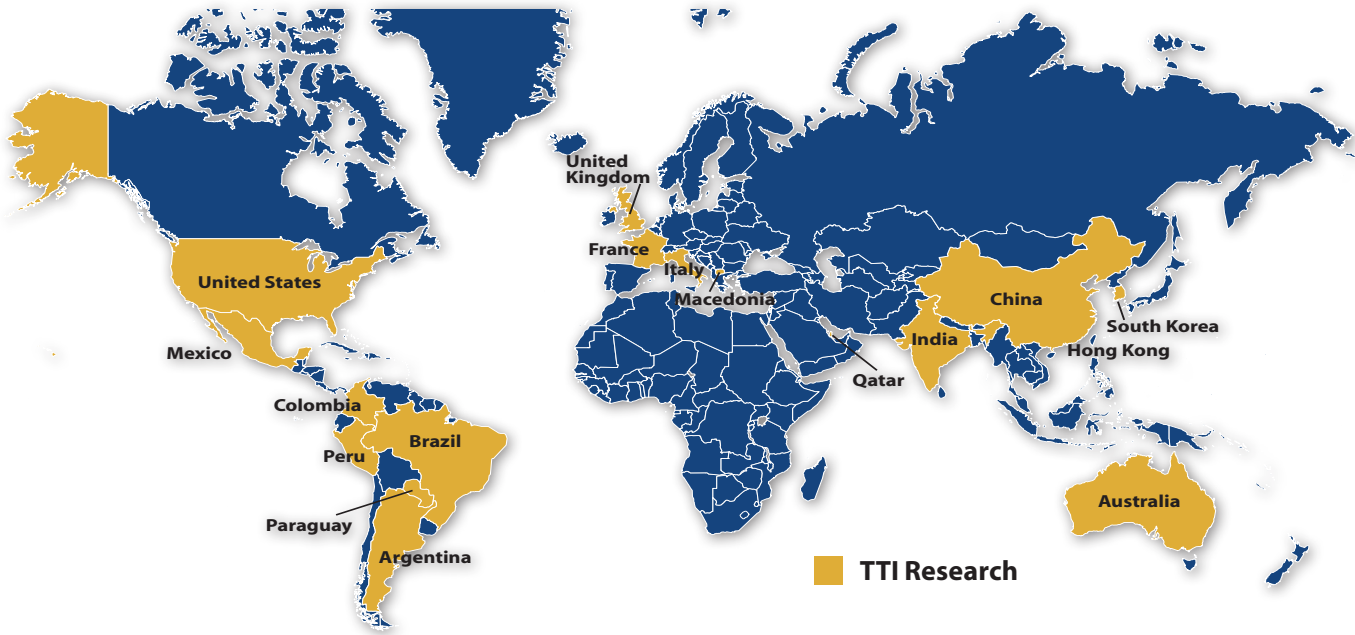 United
Kingdom
France
Italy
Macedonia
United States
China
South Korea
India
Hong Kong
Mexico
Qatar
Colombia
Brazil
Peru
Australia
Paraguay
Argentina
TTI Research